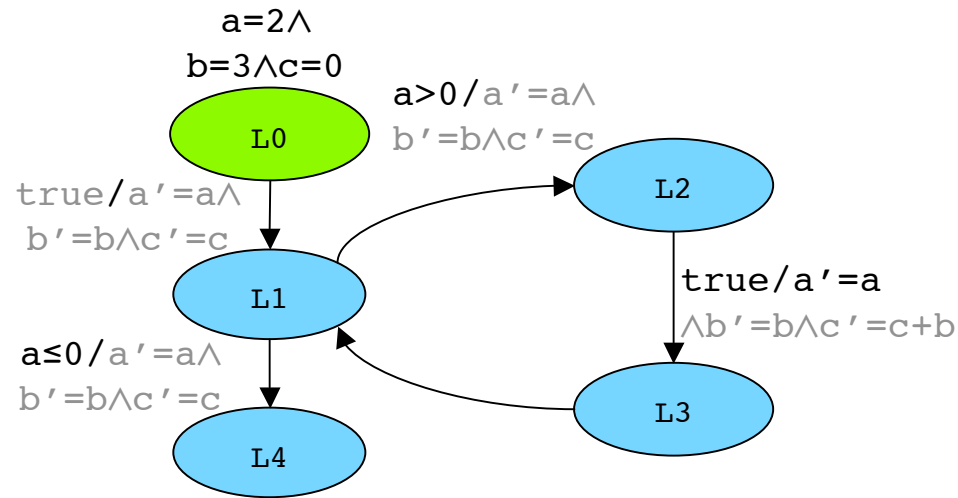 a=2∧
b=3∧c=0
L0
a>0/a′=a∧
b′=b∧c′=c
L2
true/a′=a∧
b′=b∧c′=c
L1
true/a′=a
∧b′=b∧c′=c+b
a≤0/a′=a∧
b′=b∧c′=c
L3
L4